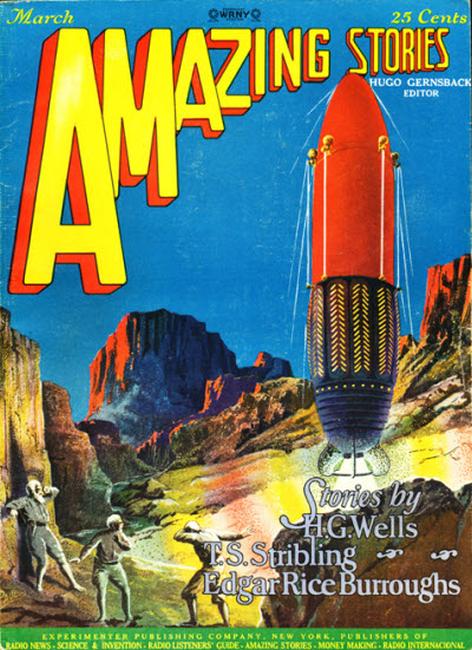 March
WRNY
25 Cents
AMAZING STORIES
HUGO GERNSBACK
EDITOR
Stories by
H.G. Wells
T.S. Stribling
Edgar Rice Burroughs
EXPERIMENTER PUBLISHING COMPANY, NEW YORK, PUBLISHERS OF
RADIO NEWS - SCIENCE & INVENTION - RADIO LISTENERS' GUIDE - AMAZING STORIES - MONEY MAKING - RADIO INTERNACIONAL